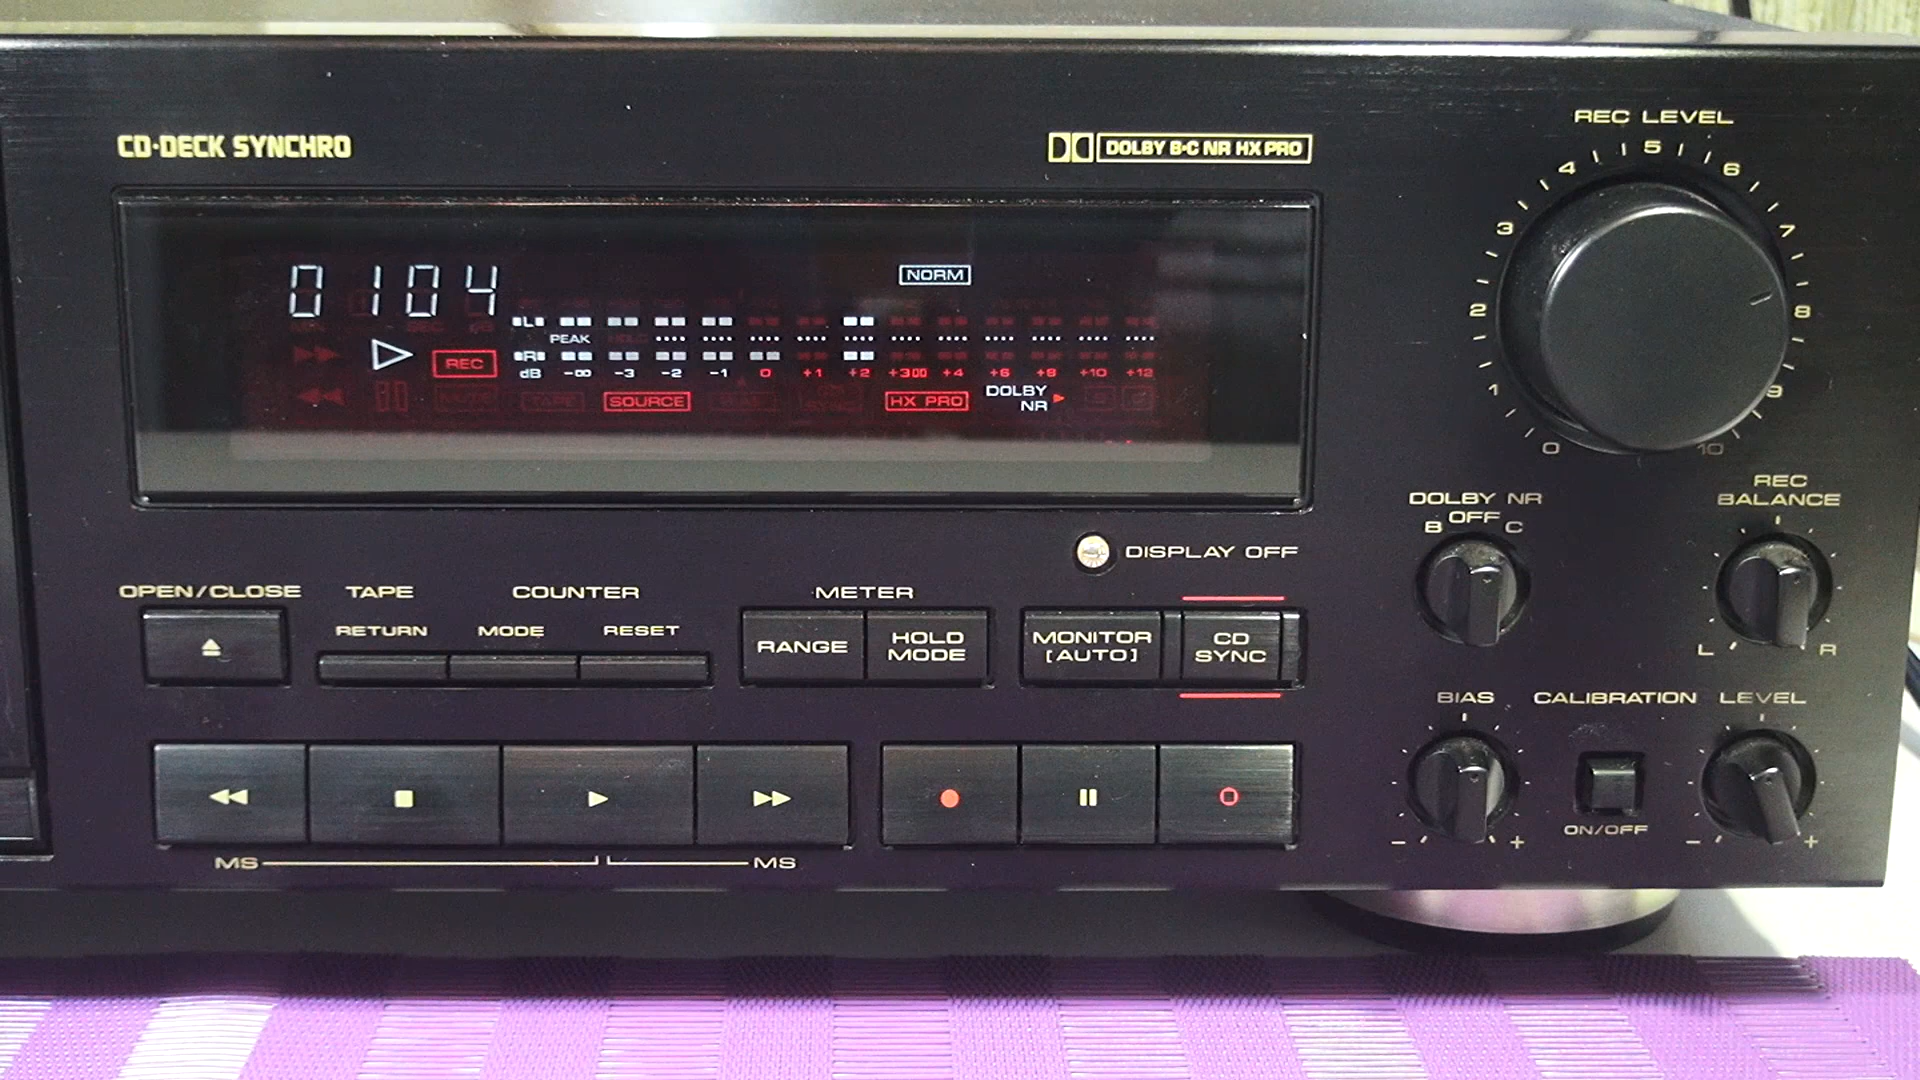 CD·DECK SYNCHRO
DOLBY B·C NR HX PRO
REC LEVEL
0 1 2 3 4 5 6 7 8 9 10
0104
NORM
L
PEAK
REC
R
dB -∞ -3 -2 -1 0 +1 +2 +3 +4 +6 +8 +10 +12
SOURCE
HX PRO
DOLBY
NR
DOLBY NR
B OFF C
REC
BALANCE
L R
DISPLAY OFF
OPEN/CLOSE
TAPE
RETURN
COUNTER
MODE
RESET
METER
RANGE
HOLD
MODE
MONITOR
[AUTO]
CD
SYNC
BIAS
- +
CALIBRATION
ON/OFF
LEVEL
- +
MS
MS